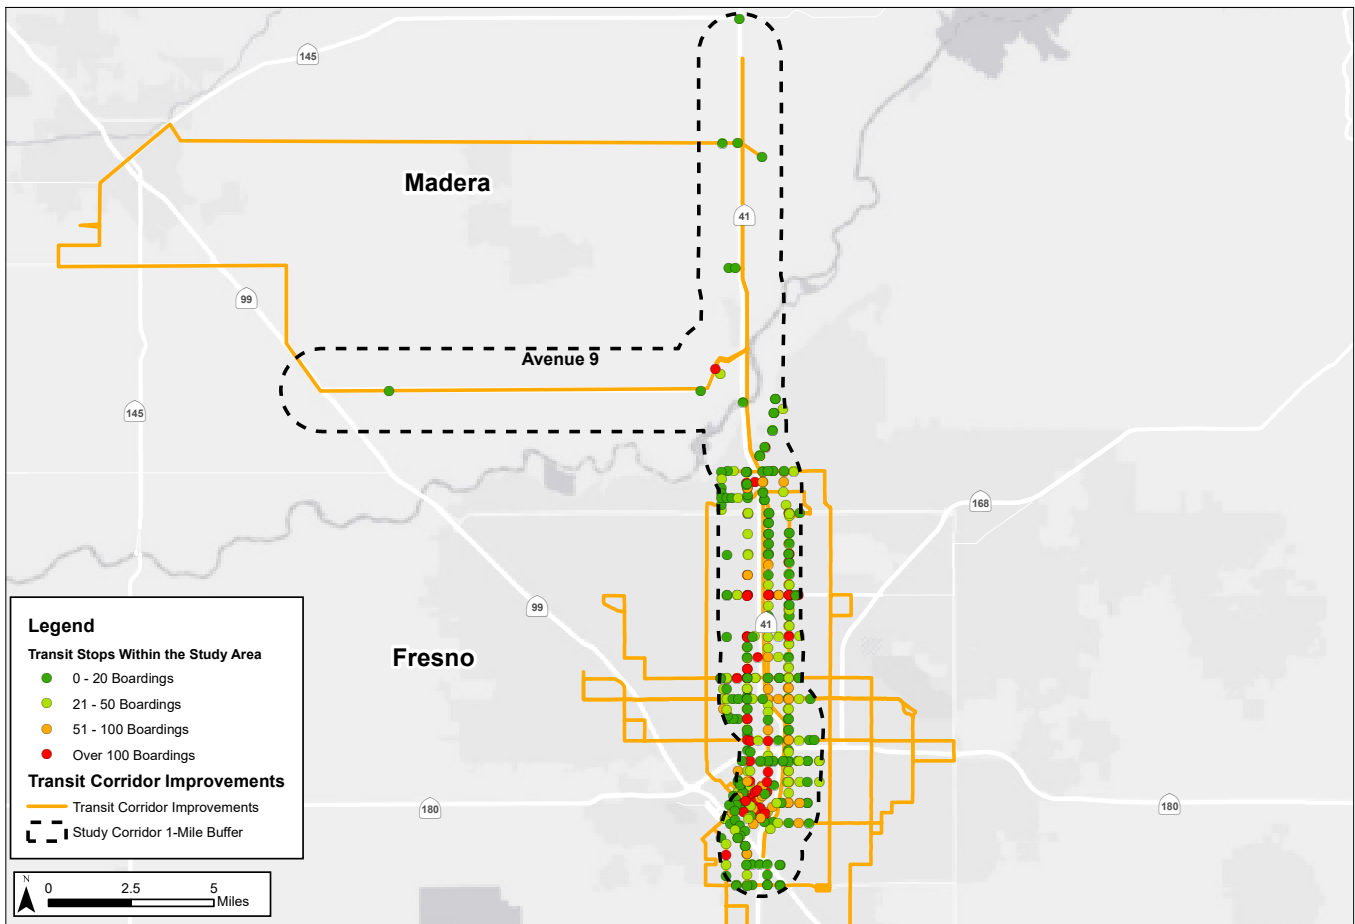 145
Madera
41
99
Avenue 9
145
168
99
41
Fresno
180
180
Legend
Transit Stops Within the Study Area
0 - 20 Boardings
21 - 50 Boardings
51 - 100 Boardings
Over 100 Boardings
Transit Corridor Improvements
Transit Corridor Improvements
Study Corridor 1-Mile Buffer
N
0 2.5 5
Miles